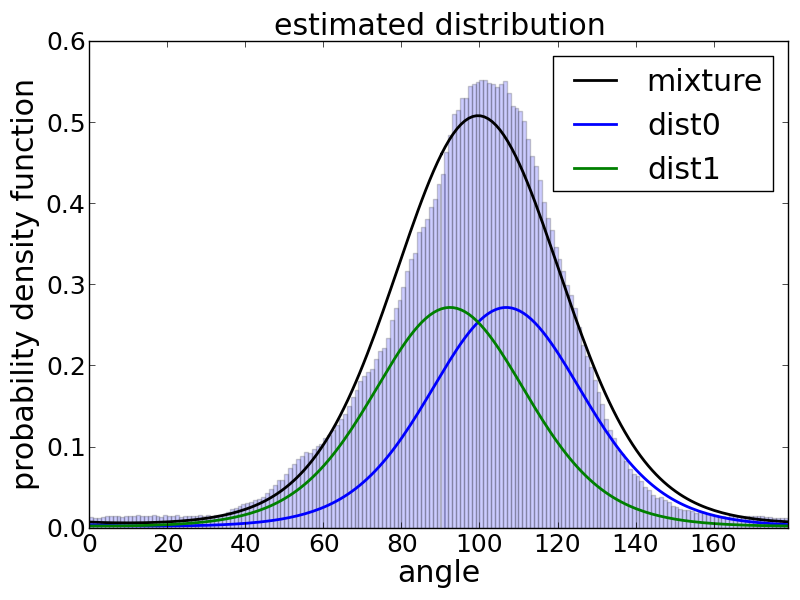 estimated distribution
0.6
0.5
0.4
0.3
0.2
0.1
0.0
probability density function
mixture
dist0
dist1
0 20 40 60 80 100 120 140 160
angle